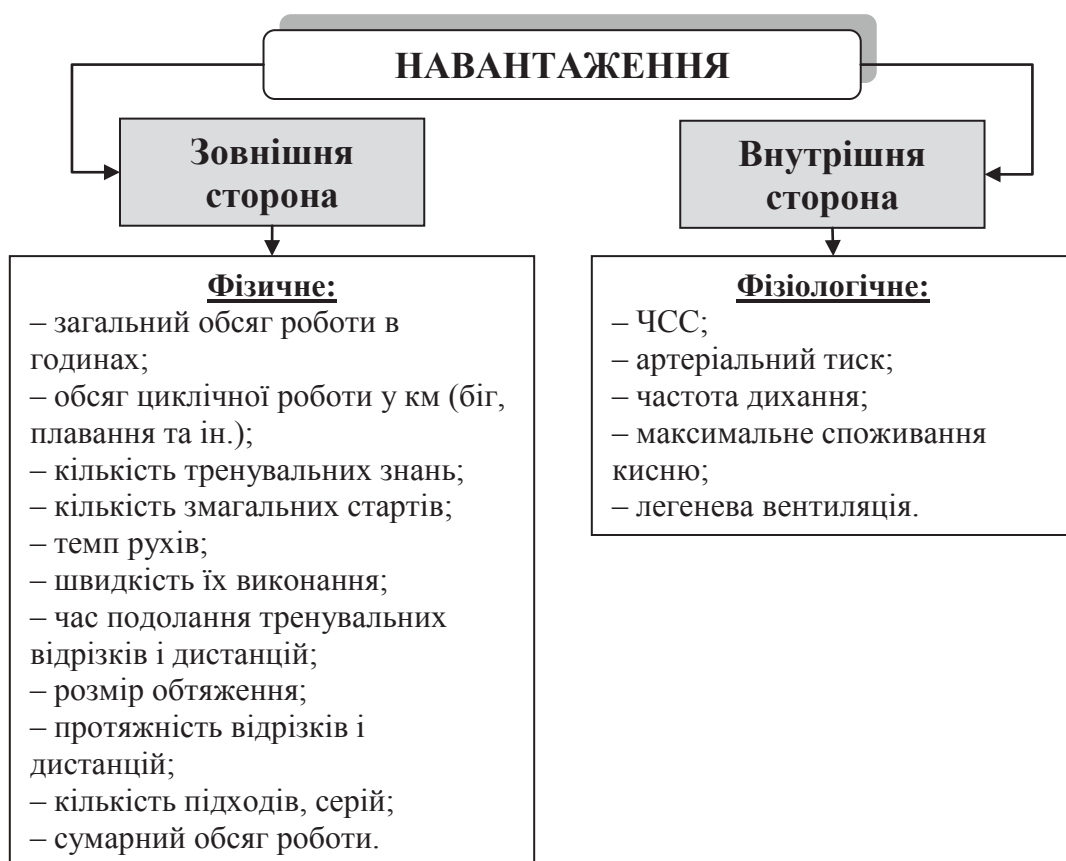 НАВАНТАЖЕННЯ
Зовнішня
сторона
Внутрішня
сторона
Фізичне:
– загальний обсяг роботи в
годинах;
– обсяг циклічної роботи у км (біг,
плавання та ін.);
– кількість тренувальних знань;
– кількість змагальних стартів;
– темп рухів;
– швидкість їх виконання;
– час подолання тренувальних
відрізків і дистанцій;
– розмір обтяження;
– протяжність відрізків і
дистанцій;
– кількість підходів, серій;
– сумарний обсяг роботи.
Фізіологічне:
– ЧСС;
– артеріальний тиск;
– частота дихання;
– максимальне споживання
кисню;
– легенева вентиляція.